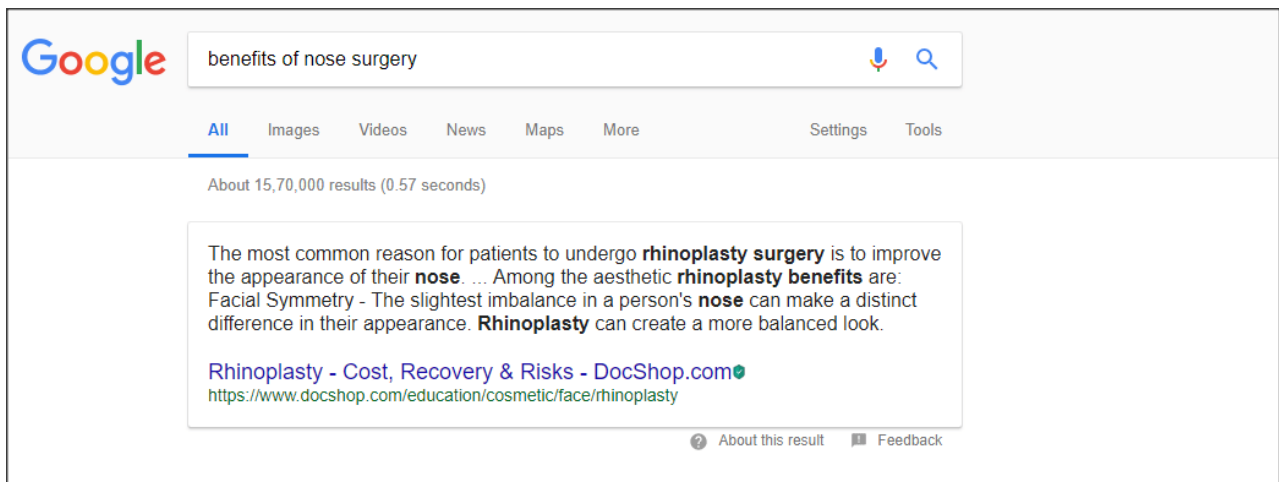 Google
benefits of nose surgery
All Images Videos News Maps More Settings Tools
About 15,70,000 results (0.57 seconds)
The most common reason for patients to undergo rhinoplasty surgery is to improve
the appearance of their nose. ... Among the aesthetic rhinoplasty benefits are:
Facial Symmetry - The slightest imbalance in a person's nose can make a distinct
difference in their appearance. Rhinoplasty can create a more balanced look.
Rhinoplasty - Cost, Recovery & Risks - DocShop.com
https://www.docshop.com/education/cosmetic/face/rhinoplasty
About this result Feedback